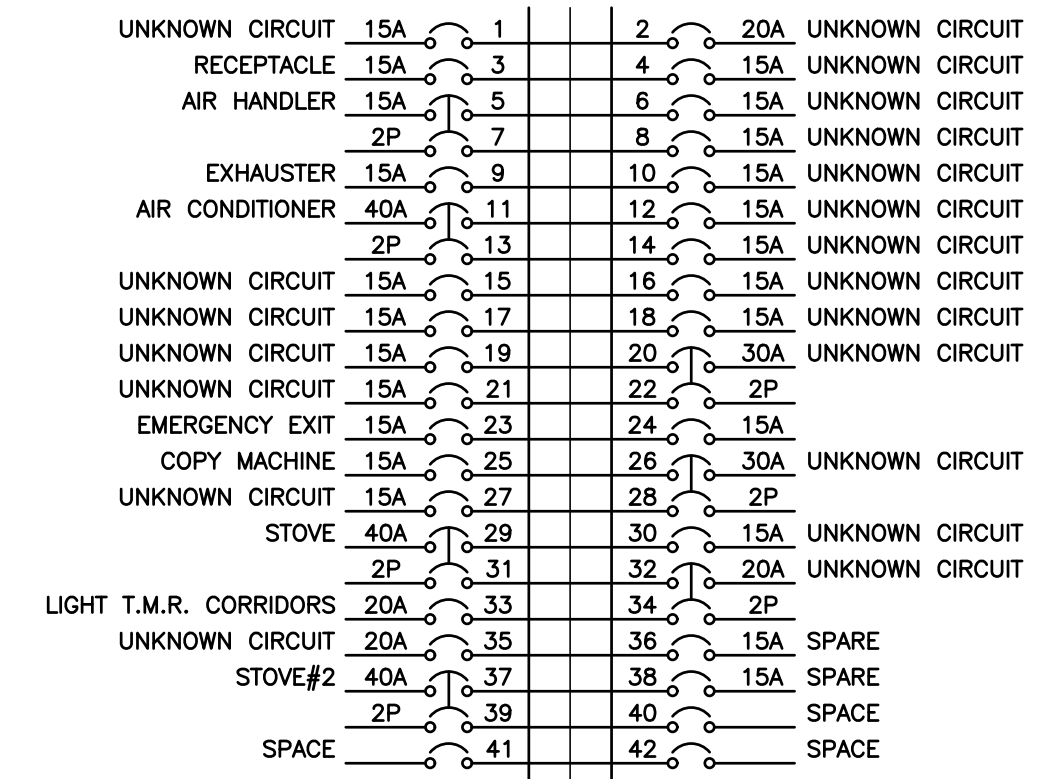 UNKNOWN CIRCUIT 15A 1 2 20A UNKNOWN CIRCUIT
RECEPTACLE 15A 3 4 15A UNKNOWN CIRCUIT
AIR HANDLER 15A 5 6 15A UNKNOWN CIRCUIT
2P 7 8 15A UNKNOWN CIRCUIT
EXHAUSTER 15A 9 10 15A UNKNOWN CIRCUIT
AIR CONDITIONER 40A 11 12 15A UNKNOWN CIRCUIT
2P 13 14 15A UNKNOWN CIRCUIT
UNKNOWN CIRCUIT 15A 15 16 15A UNKNOWN CIRCUIT
UNKNOWN CIRCUIT 15A 17 18 15A UNKNOWN CIRCUIT
UNKNOWN CIRCUIT 15A 19 20 30A UNKNOWN CIRCUIT
UNKNOWN CIRCUIT 15A 21 22 2P
EMERGENCY EXIT 15A 23 24 15A
COPY MACHINE 15A 25 26 30A UNKNOWN CIRCUIT
UNKNOWN CIRCUIT 15A 27 28 2P
STOVE 40A 29 30 15A UNKNOWN CIRCUIT
2P 31 32 20A UNKNOWN CIRCUIT
LIGHT T.M.R. CORRIDORS 20A 33 34 2P
UNKNOWN CIRCUIT 20A 35 36 15A SPARE
STOVE#2 40A 37 38 15A SPARE
2P 39 40 SPACE
SPACE 41 42 SPACE